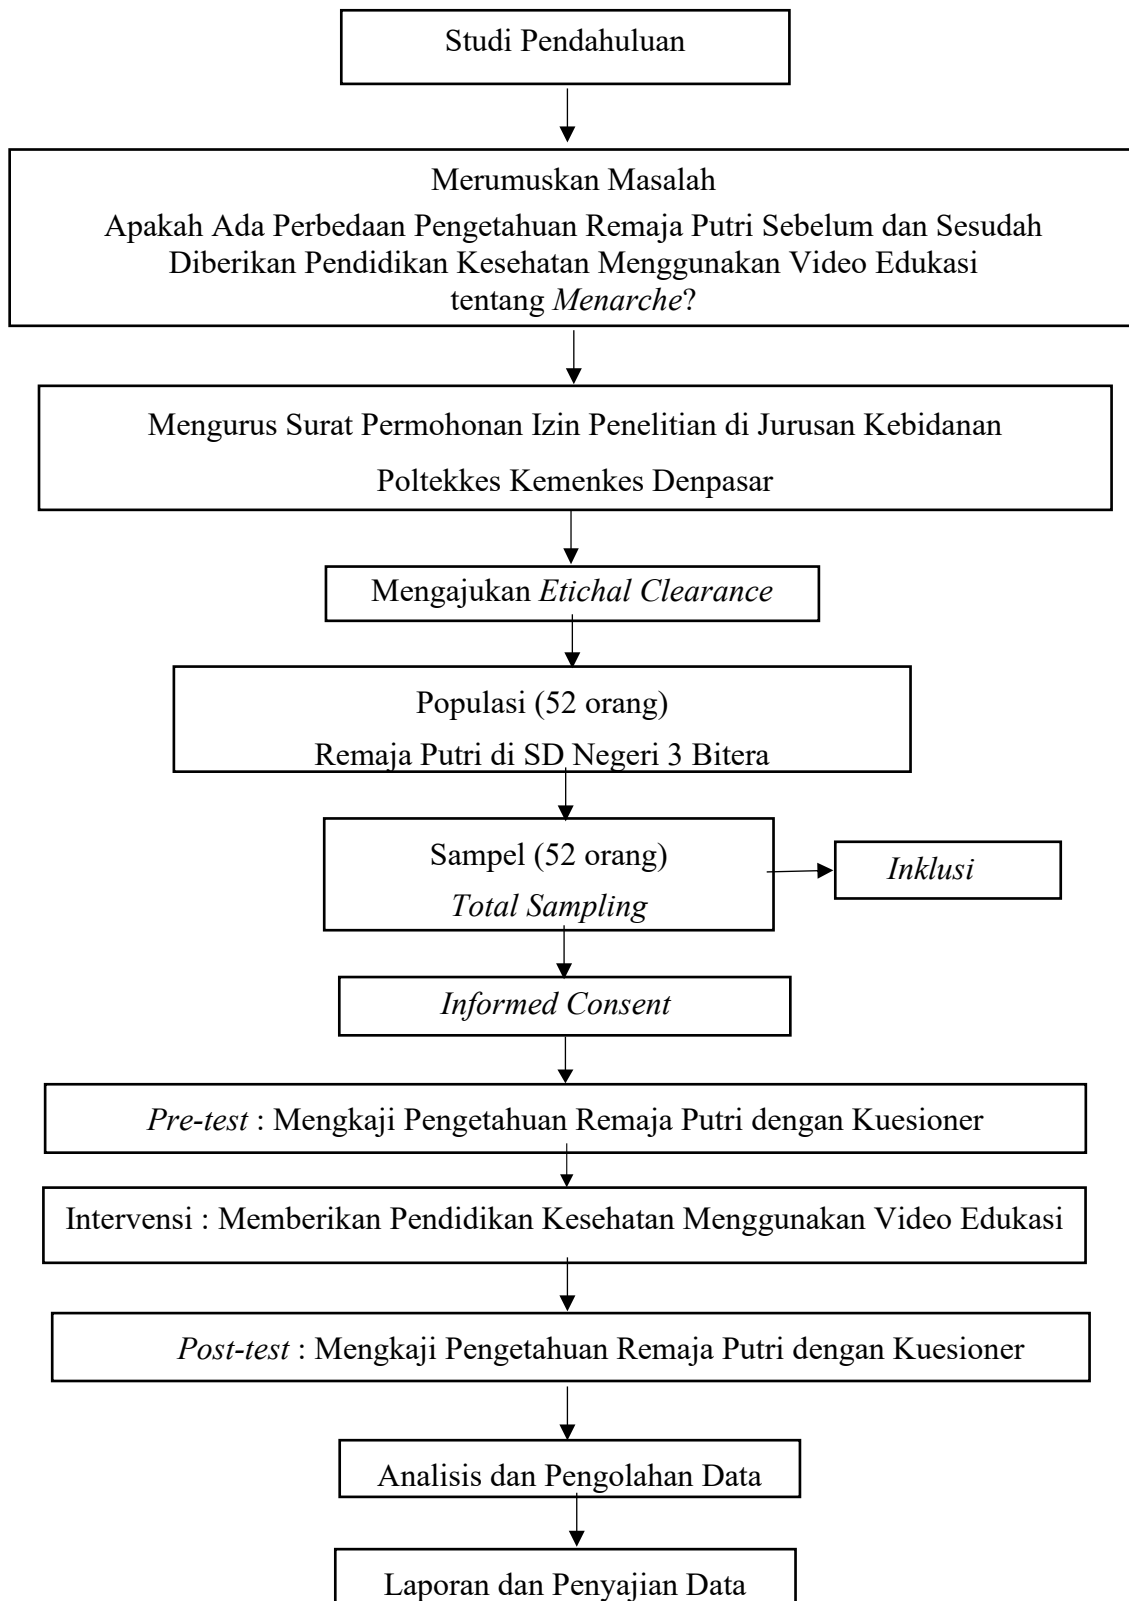 Studi Pendahuluan
Merumuskan Masalah
Apakah Ada Perbedaan Pengetahuan Remaja Putri Sebelum dan Sesudah
Diberikan Pendidikan Kesehatan Menggunakan Video Edukasi
tentang Menarche?
Mengurus Surat Permohonan Izin Penelitian di Jurusan Kebidanan
Poltekkes Kemenkes Denpasar
Mengajukan Etichal Clearance
Populasi (52 orang)
Remaja Putri di SD Negeri 3 Bitera
Sampel (52 orang)
Total Sampling
Inklusi
Informed Consent
Pre-test : Mengkaji Pengetahuan Remaja Putri dengan Kuesioner
Intervensi : Memberikan Pendidikan Kesehatan Menggunakan Video Edukasi
Post-test : Mengkaji Pengetahuan Remaja Putri dengan Kuesioner
Analisis dan Pengolahan Data
Laporan dan Penyajian Data